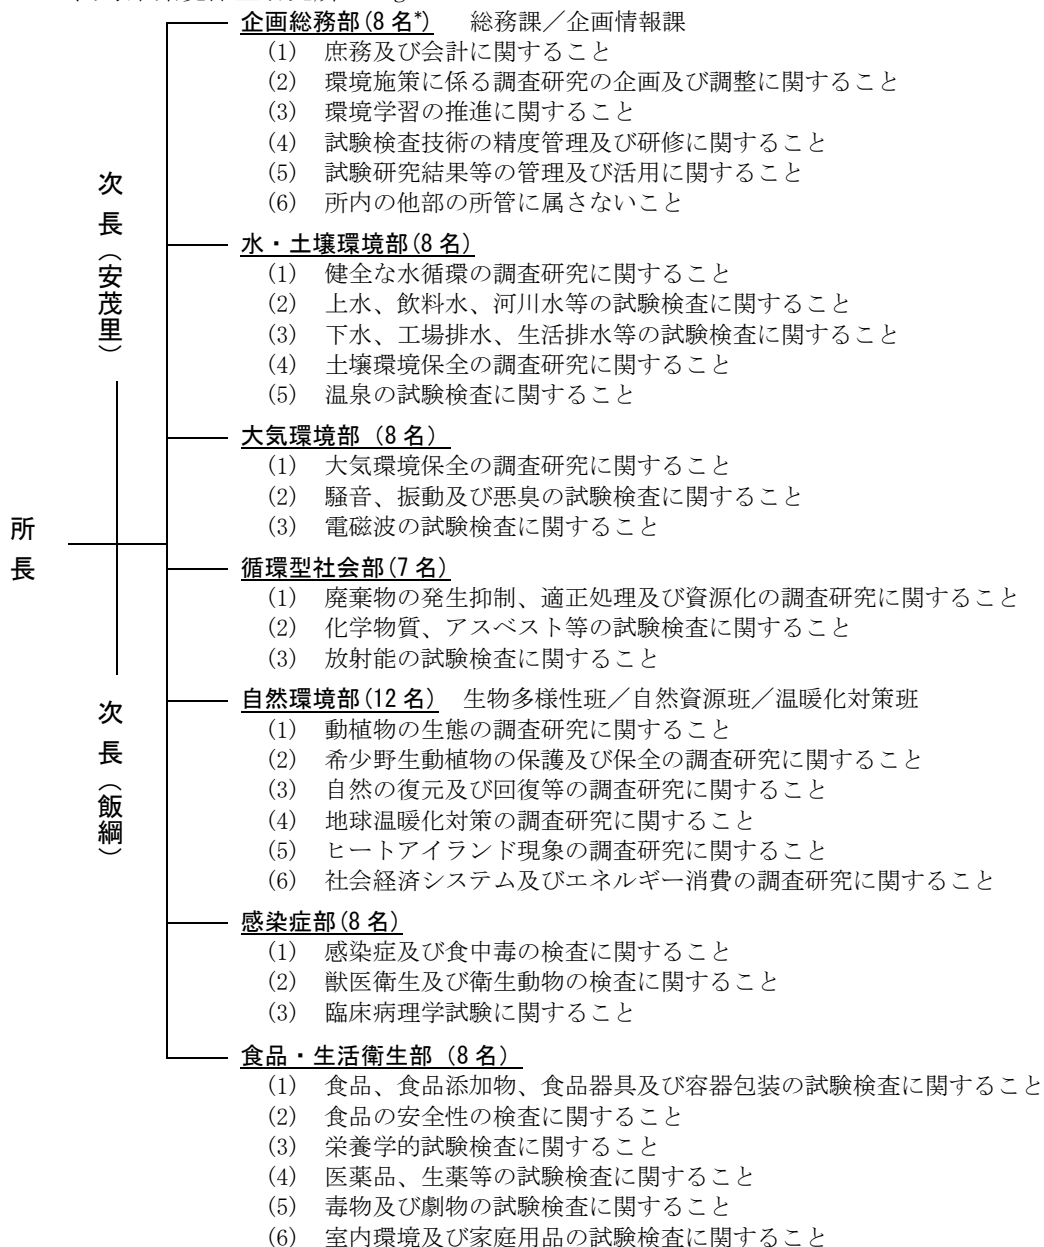 企画総務部(8名*)　総務課／企画情報課
(1)　庶務及び会計に関すること
(2)　環境施策に係る調査研究の企画及び調整に関すること
(3)　環境学習の推進に関すること
(4)　試験検査技術の精度管理及び研修に関すること
(5)　試験研究結果等の管理及び活用に関すること
(6)　所内の他部の所管に属さないこと
次長（安茂里）
水・土壌環境部(8名)
(1)　健全な水循環の調査研究に関すること
(2)　上水、飲料水、河川水等の試験検査に関すること
(3)　下水、工場排水、生活排水等の試験検査に関すること
(4)　土壌環境保全の調査研究に関すること
(5)　温泉の試験検査に関すること
大気環境部（8名）
(1)　大気環境保全の調査研究に関すること
(2)　騒音、振動及び悪臭の試験検査に関すること
(3)　電磁波の試験検査に関すること
所長
循環型社会部(7名)
(1)　廃棄物の発生抑制、適正処理及び資源化の調査研究に関すること
(2)　化学物質、アスベスト等の試験検査に関すること
(3)　放射能の試験検査に関すること
次長（飯綱）
自然環境部(12名)　生物多様性班／自然資源班／温暖化対策班
(1)　動植物の生態の調査研究に関すること
(2)　希少野生動植物の保護及び保全の調査研究に関すること
(3)　自然の復元及び回復等の調査研究に関すること
(4)　地球温暖化対策の調査研究に関すること
(5)　ヒートアイランド現象の調査研究に関すること
(6)　社会経済システム及びエネルギー消費の調査研究に関すること
感染症部(8名)
(1)　感染症及び食中毒の検査に関すること
(2)　獣医衛生及び衛生動物の検査に関すること
(3)　臨床病理学試験に関すること
食品・生活衛生部（8名）
(1)　食品、食品添加物、食品器具及び容器包装の試験検査に関すること
(2)　食品の安全性の検査に関すること
(3)　栄養学的試験検査に関すること
(4)　医薬品、生薬等の試験検査に関すること
(5)　毒物及び劇物の試験検査に関すること
(6)　室内環境及び家庭用品の試験検査に関すること